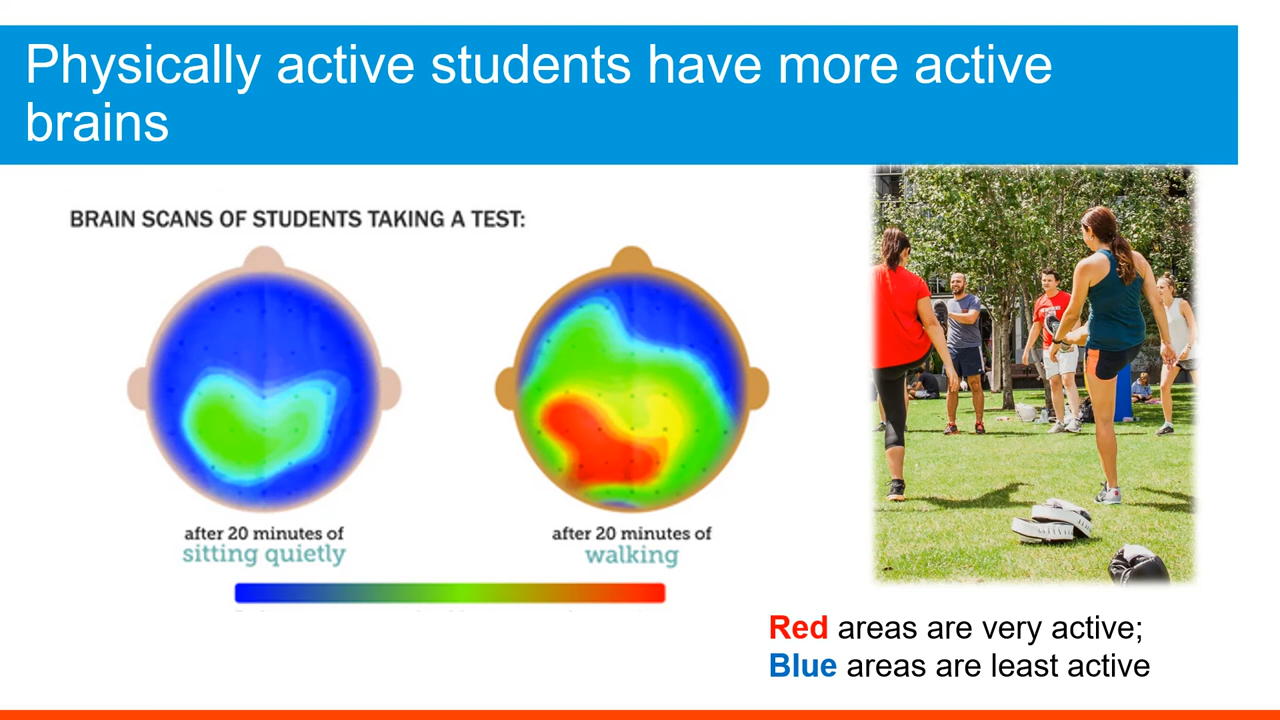 Physically active students have more active
brains
BRAIN SCANS OF STUDENTS TAKING A TEST:
after 20 minutes of
sitting quietly
after 20 minutes of
walking
Red areas are very active;
Blue areas are least active